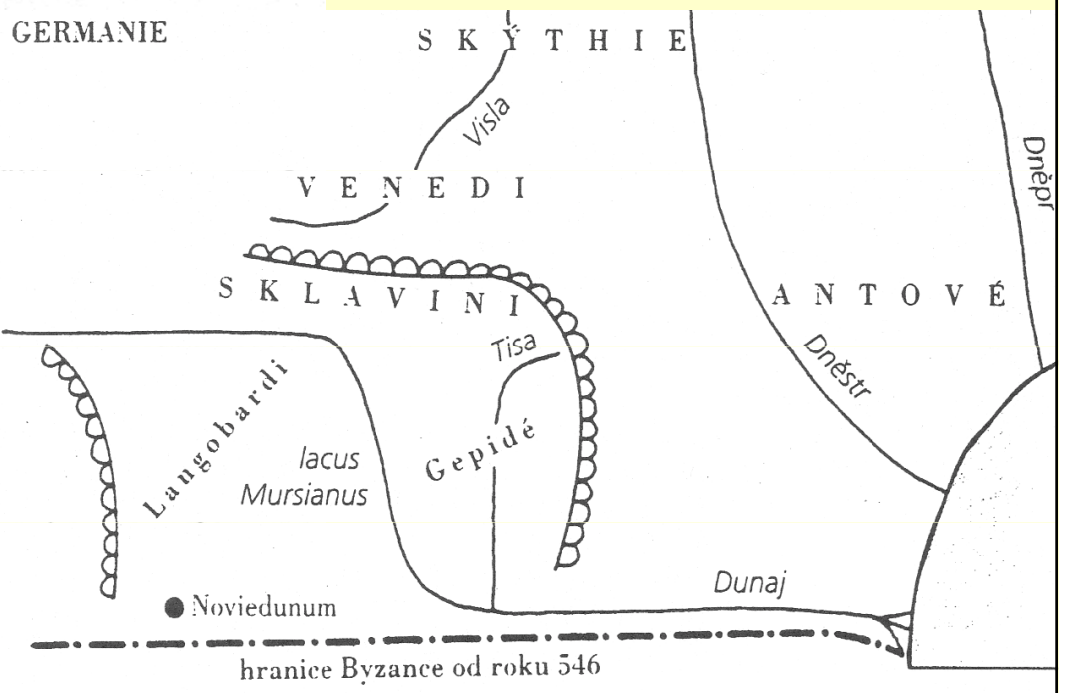 GERMANIE
SKÝTHIE
Visla
VENEDI
Dněpr
SKLAVINI
ANTOVÉ
Tisa
Dněstr
Langobardi
Gepidé
lacus
Mursianus
Dunaj
Noviedunum
hranice Byzance od roku 546